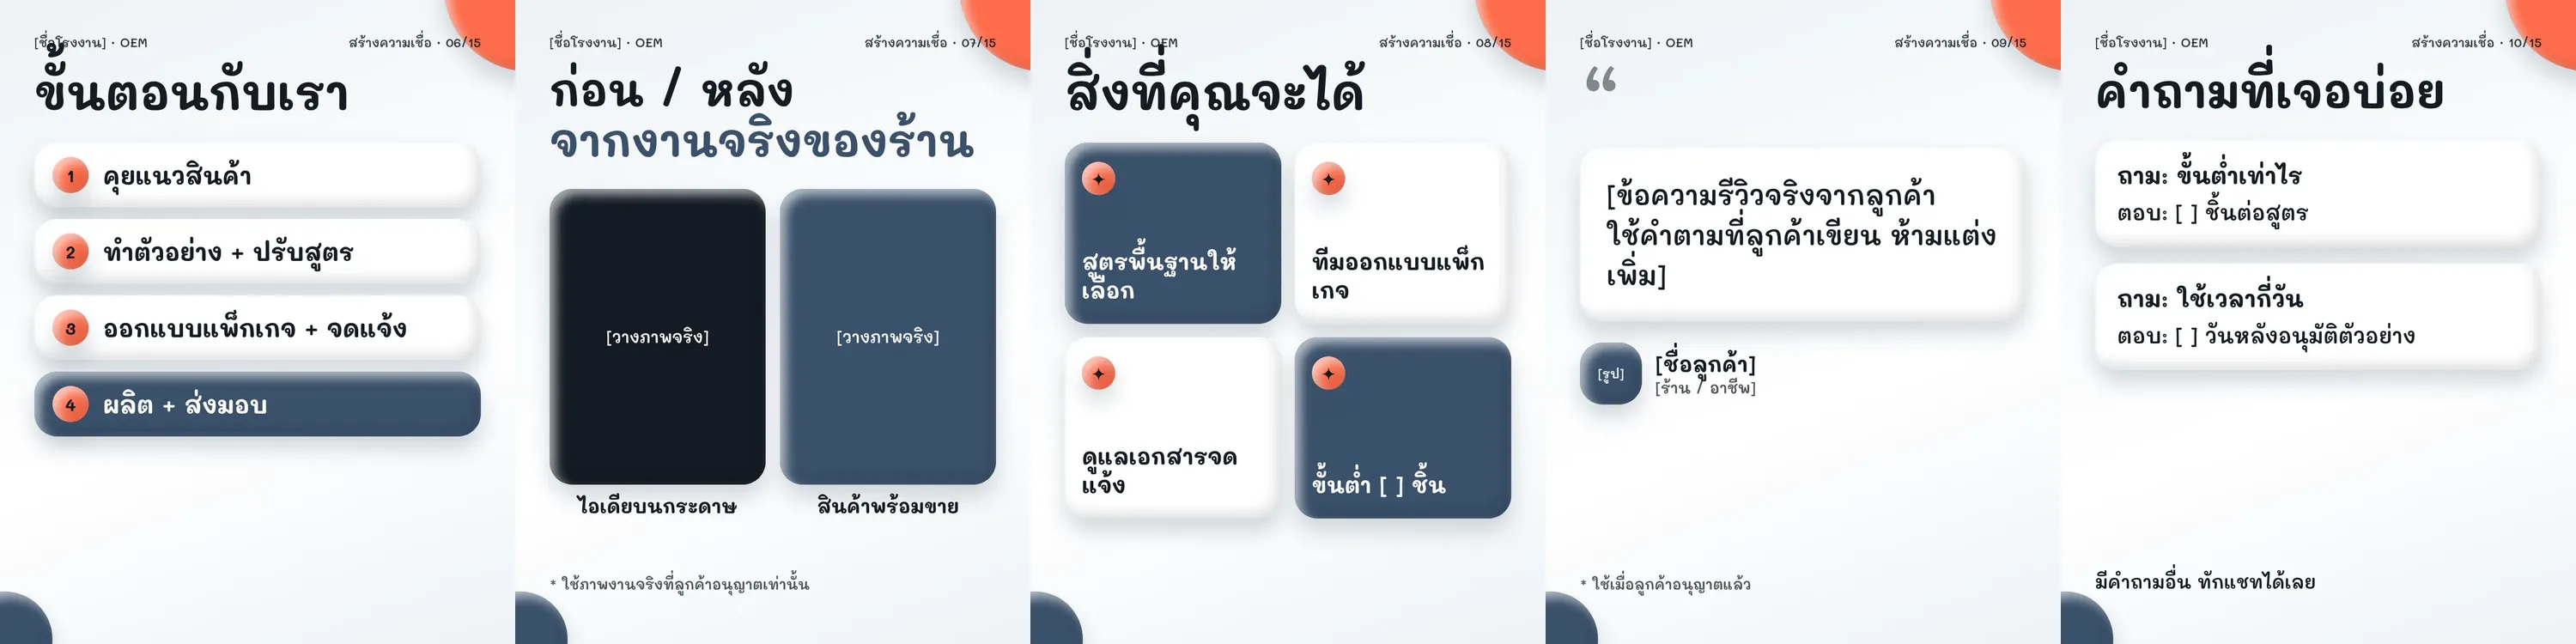 [ชื่อโรงงาน] · OEM
สร้างความเชื่อ · 06/15
ขั้นตอนกับเรา
1 คุยแนวสินค้า
2 ทำตัวอย่าง + ปรับสูตร
3 ออกแบบแพ็กเกจ + จดแจ้ง
4 ผลิต + ส่งมอบ
[ชื่อโรงงาน] · OEM
สร้างความเชื่อ · 07/15
ก่อน / หลัง
จากงานจริงของร้าน
[วางภาพจริง]
[วางภาพจริง]
ไอเดียบนกระดาษ
สินค้าพร้อมขาย
* ใช้ภาพงานจริงที่ลูกค้าอนุญาตเท่านั้น
[ชื่อโรงงาน] · OEM
สร้างความเชื่อ · 08/15
สิ่งที่คุณจะได้
✦
สูตรพื้นฐานให้
เลือก
✦
ทีมออกแบบแพ็ก
เกจ
✦
ดูแลเอกสารจด
แจ้ง
✦
ขั้นต่ำ [ ] ชิ้น
[ชื่อโรงงาน] · OEM
สร้างความเชื่อ · 09/15
“
[ข้อความรีวิวจริงจากลูกค้า
ใช้คำตามที่ลูกค้าเขียน ห้ามแต่ง
เพิ่ม]
[รูป]
[ชื่อลูกค้า]
[ร้าน / อาชีพ]
* ใช้เมื่อลูกค้าอนุญาตแล้ว
[ชื่อโรงงาน] · OEM
สร้างความเชื่อ · 10/15
คำถามที่เจอบ่อย
ถาม: ขั้นต่ำเท่าไร
ตอบ: [ ] ชิ้นต่อสูตร
ถาม: ใช้เวลากี่วัน
ตอบ: [ ] วันหลังอนุมัติตัวอย่าง
มีคำถามอื่น ทักแชทได้เลย